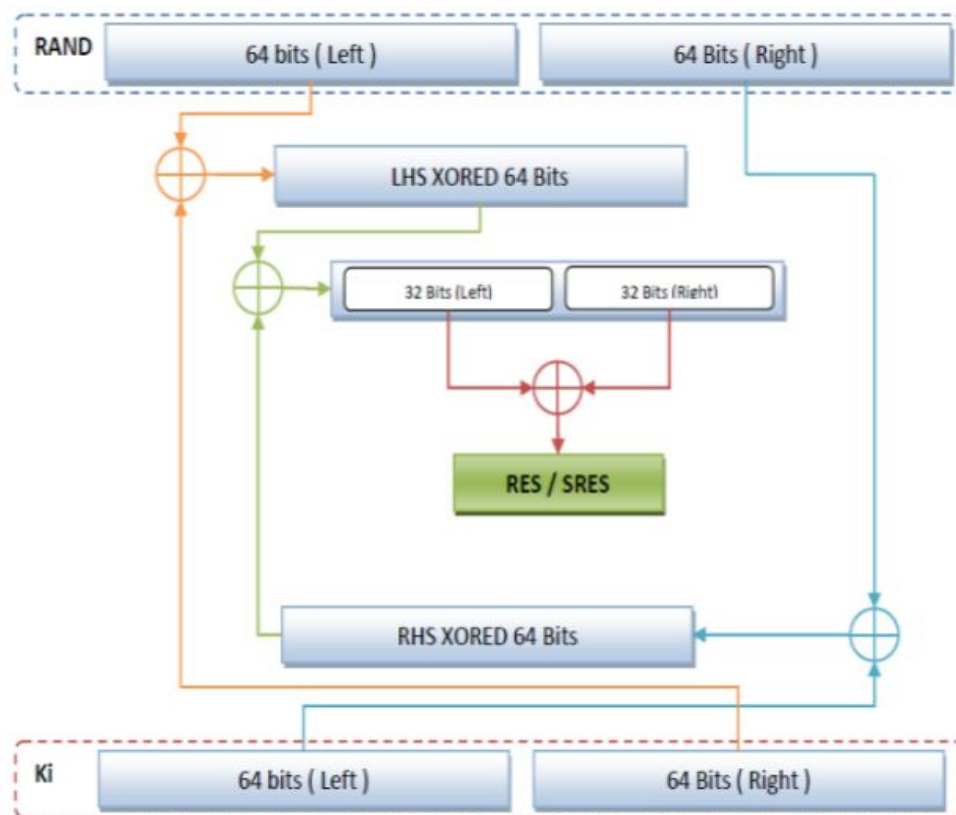 RAND
64 bits ( Left )
64 Bits ( Right )
LHS XORED 64 Bits
32 Bits (Left)
32 Bits (Right)
RES / SRES
RHS XORED 64 Bits
Ki
64 bits ( Left )
64 Bits ( Right )